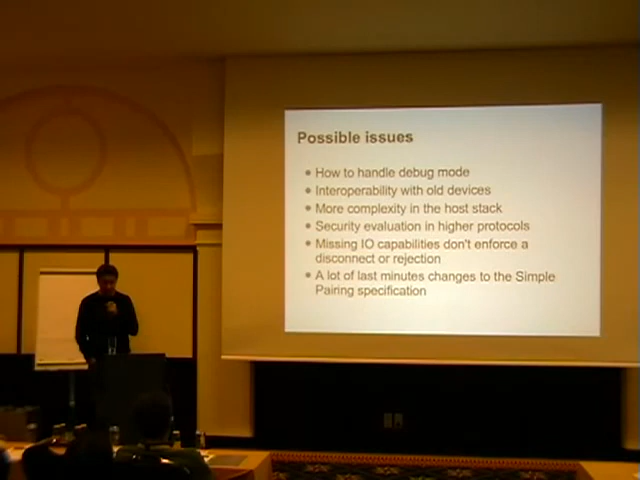 Possible issues
• How to handle debug mode
• Interoperability with old devices
• More complexity in the host stack
• Security evaluation in higher protocols
• Missing IO capabilities don't enforce a
disconnect or rejection
• A lot of last minutes changes to the Simple
Pairing specification